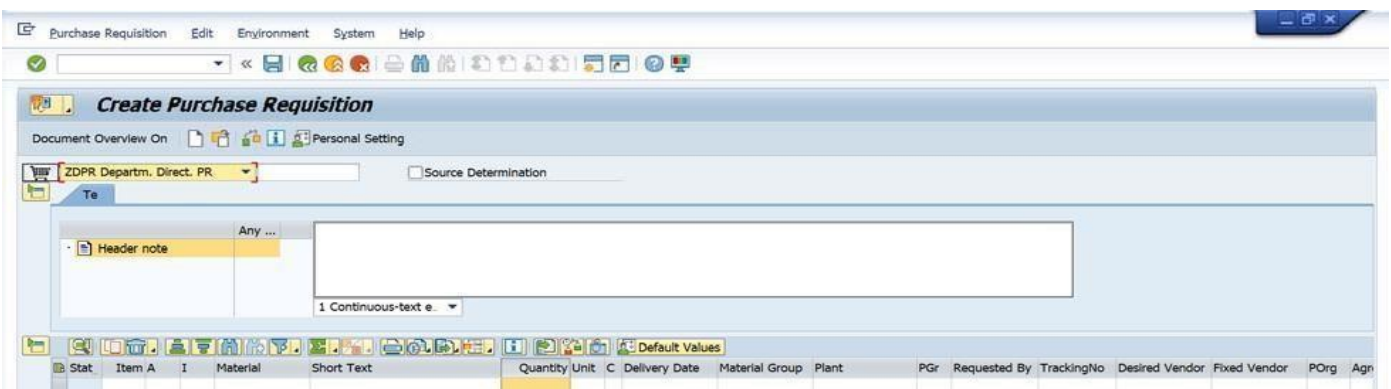 Purchase Requisition Edit Environment System Help
Create Purchase Requisition
Document Overview On Personal Setting
ZDPR Departm. Direct. PR Source Determination
Te
Any ...
Header note
1 Continuous-text e.
Default Values
Stat Item A I Material Short Text Quantity Unit C Delivery Date Material Group Plant PGr Requested By TrackingNo Desired Vendor Fixed Vendor POrg Agr